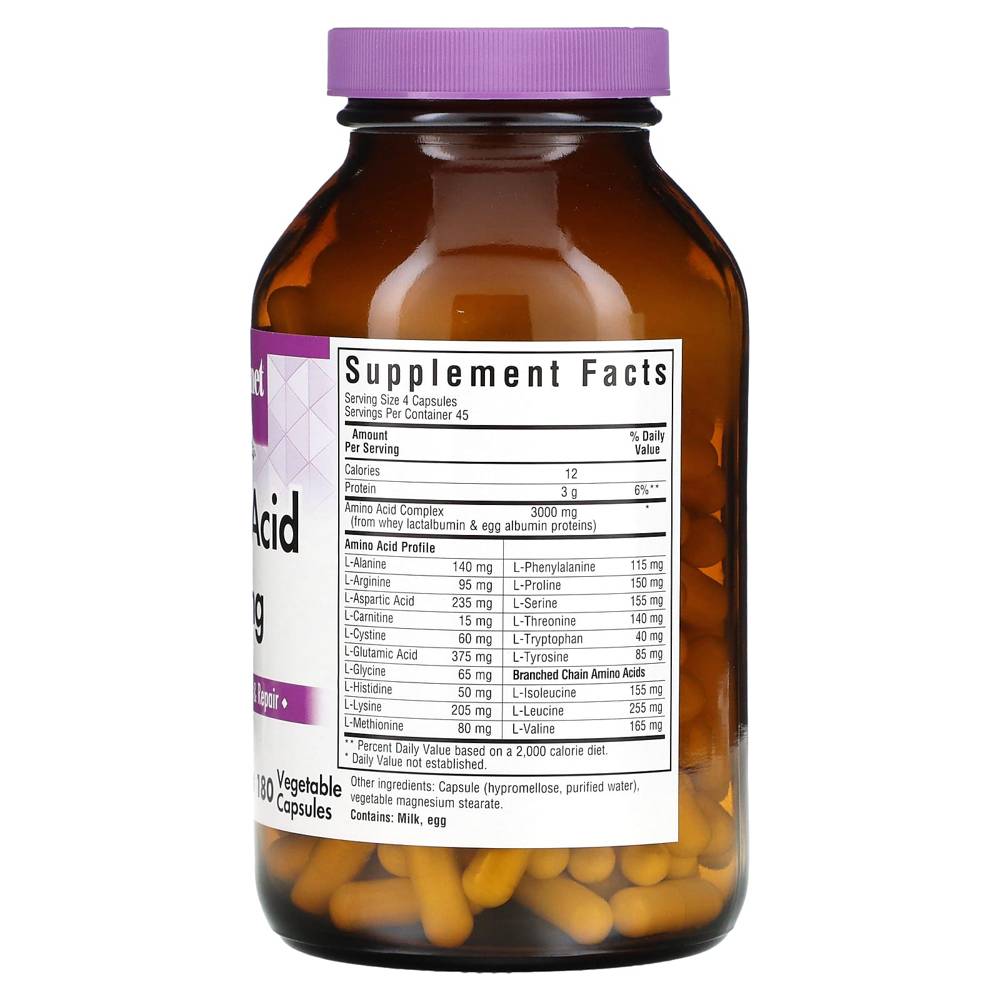 Supplement Facts
Serving Size 4 Capsules
Servings Per Container 45
Amount Per Serving % Daily Value
Calories 12
Protein 3 g 6%**
Amino Acid Complex 3000 mg *
(from whey lactalbumin & egg albumin proteins)
Amino Acid Profile
L-Alanine 140 mg
L-Arginine 95 mg
L-Aspartic Acid 235 mg
L-Carnitine 15 mg
L-Cystine 60 mg
L-Glutamic Acid 375 mg
L-Glycine 65 mg
L-Histidine 50 mg
L-Lysine 205 mg
L-Methionine 80 mg
L-Phenylalanine 115 mg
L-Proline 150 mg
L-Serine 155 mg
L-Threonine 140 mg
L-Tryptophan 40 mg
L-Tyrosine 85 mg
Branched Chain Amino Acids
L-Isoleucine 155 mg
L-Leucine 255 mg
L-Valine 165 mg
** Percent Daily Value based on a 2,000 calorie diet.
* Daily Value not established.
Other ingredients: Capsule (hypromellose, purified water),
vegetable magnesium stearate.
Contains: Milk, egg
Acid
& Repair
180 Vegetable
Capsules